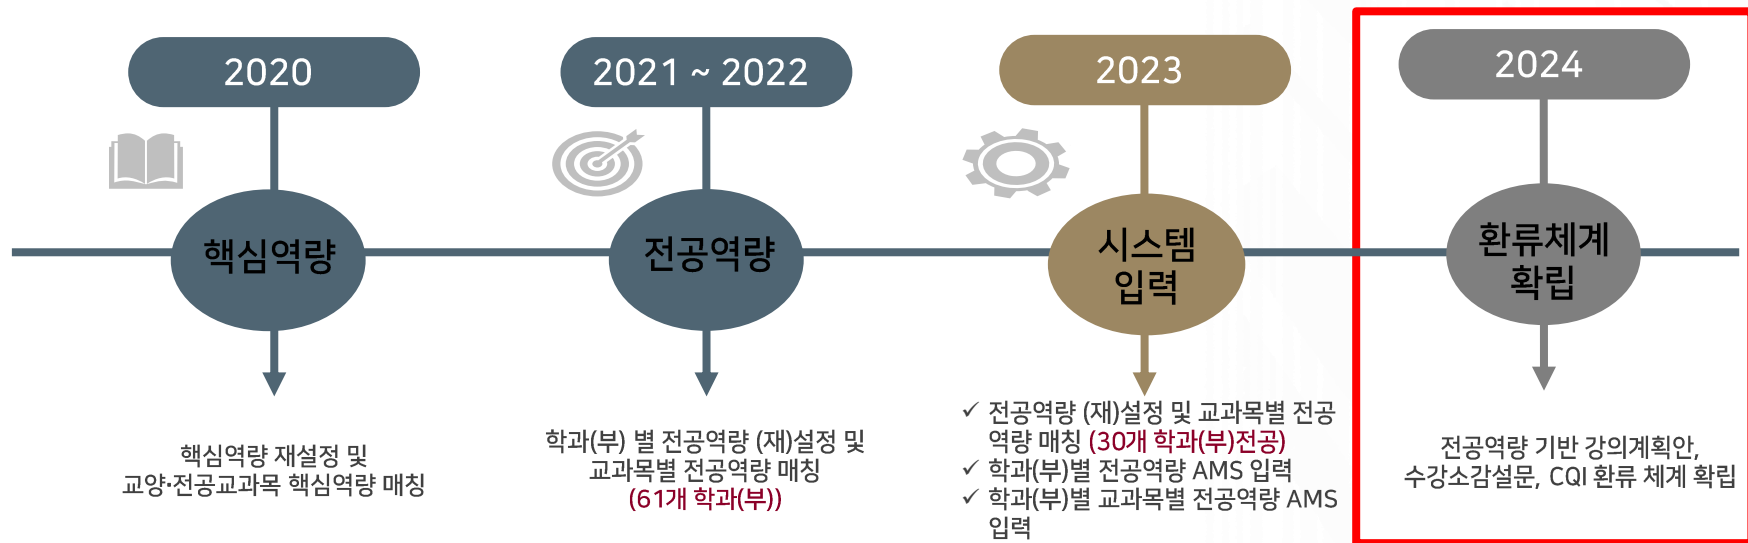 2020
2021 ~ 2022
2023
2024
핵심역량
전공역량
시스템
입력
환류체계
확립
핵심역량 재설정 및
교양·전공교과목 핵심역량 매칭
학과(부) 별 전공역량 (재)설정 및
교과목별 전공역량 매칭
(61개 학과(부))
✓ 전공역량 (재)설정 및 교과목별 전공
역량 매칭 (30개 학과(부)전공)
✓ 학과(부)별 전공역량 AMS 입력
✓ 학과(부)별 교과목별 전공역량 AMS
입력
전공역량 기반 강의계획안,
수강소감설문, CQI 환류 체계 확립